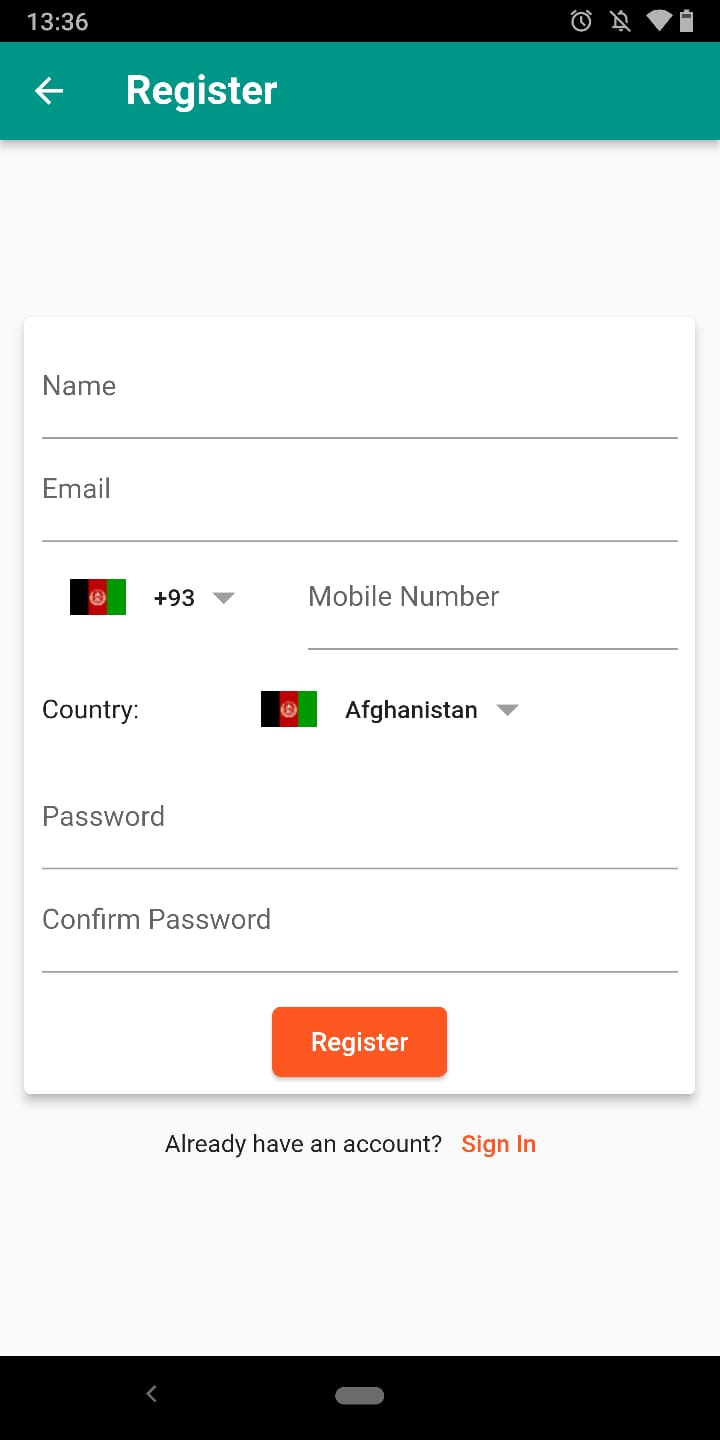 13:36
Register
Name
Email
+93 Mobile Number
Country: Afghanistan
Password
Confirm Password
Register
Already have an account? Sign In